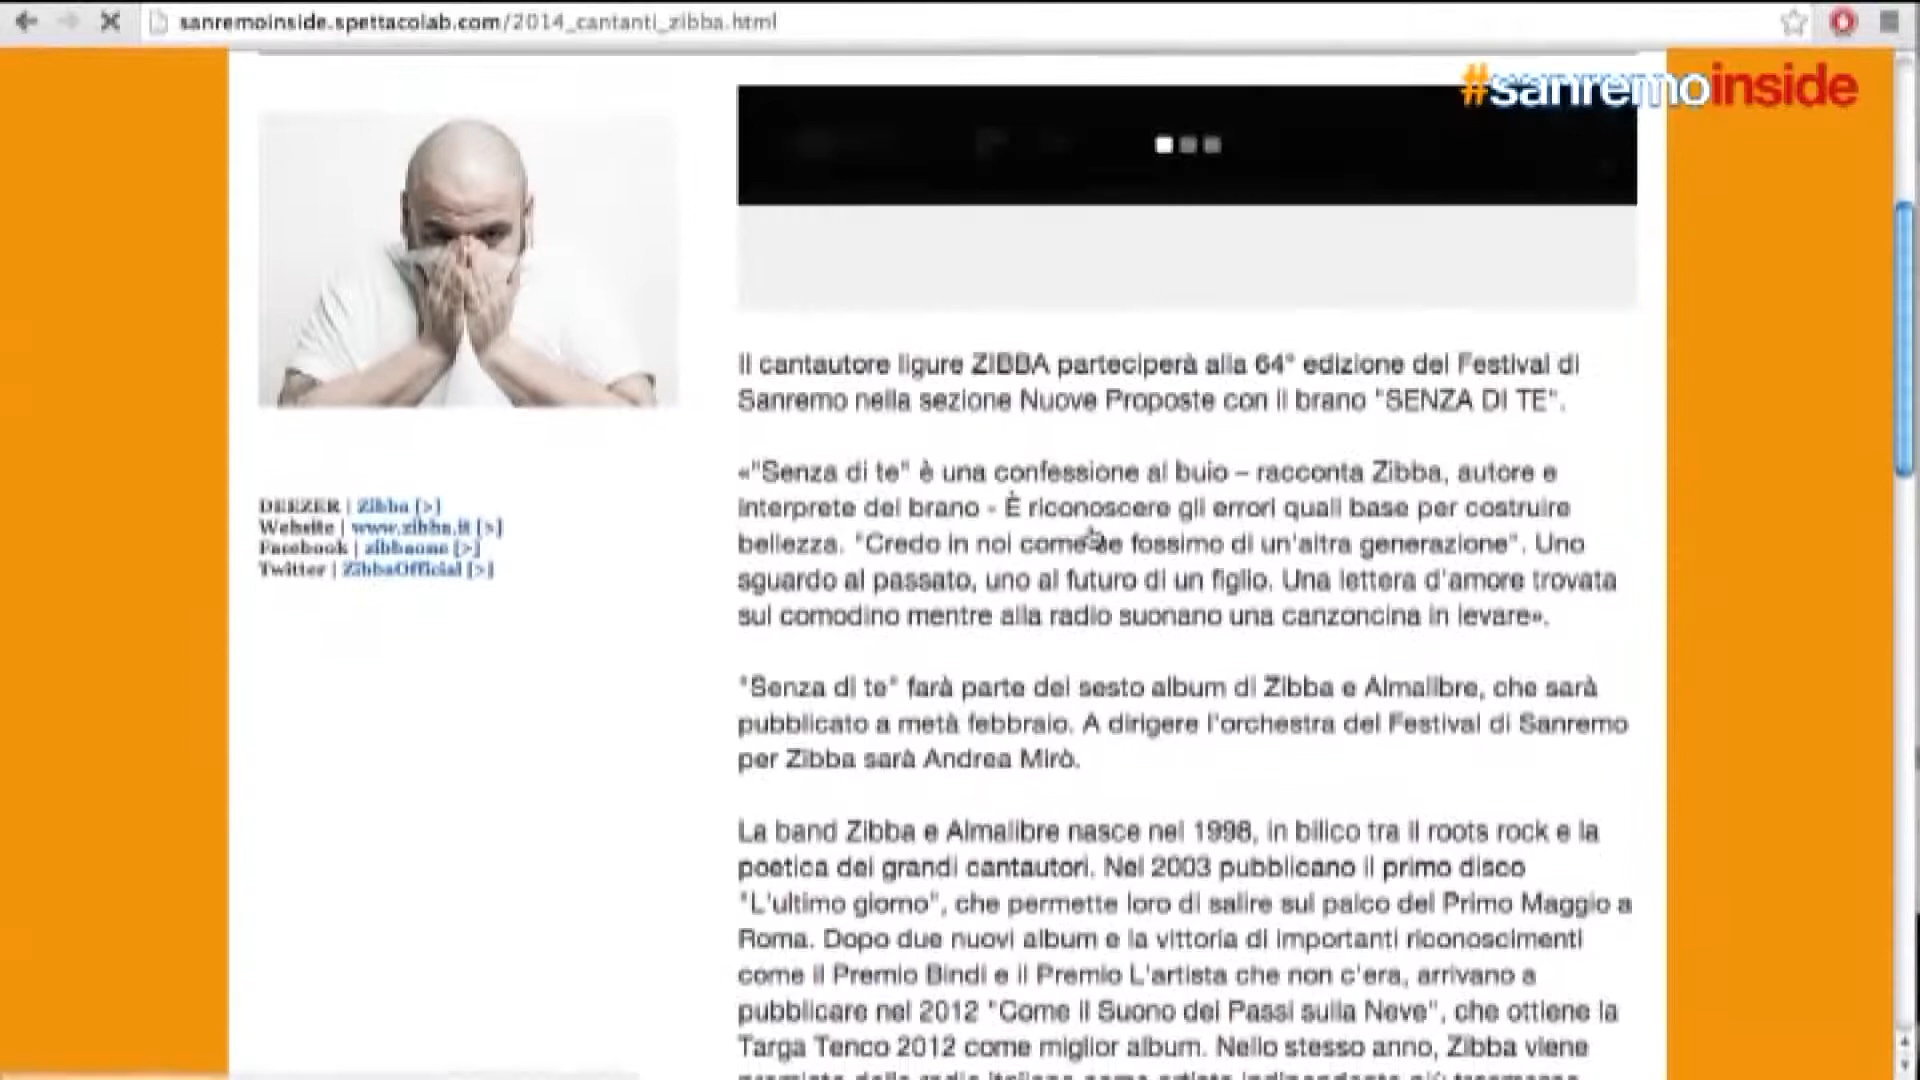 sanremoinside.spettacolab.com/2014_cantanti_zibba.html
#sanremoinside
Il cantautore ligure ZIBBA parteciperà alla 64° edizione del Festival di
Sanremo nella sezione Nuove Proposte con il brano "SENZA DI TE".
«"Senza di te" è una confessione al buio – racconta Zibba, autore e
interprete del brano - È riconoscere gli errori quali base per costruire
bellezza. "Credo in noi come se fossimo di un'altra generazione". Uno
sguardo al passato, uno al futuro di un figlio. Una lettera d'amore trovata
sul comodino mentre alla radio suonano una canzoncina in levare».
"Senza di te" farà parte del sesto album di Zibba e Almalibre, che sarà
pubblicato a metà febbraio. A dirigere l'orchestra del Festival di Sanremo
per Zibba sarà Andrea Mirò.
La band Zibba e Almalibre nasce nel 1998, in bilico tra il roots rock e la
poetica dei grandi cantautori. Nel 2003 pubblicano il primo disco
"L'ultimo giorno", che permette loro di salire sul palco del Primo Maggio a
Roma. Dopo due nuovi album e la vittoria di importanti riconoscimenti
come il Premio Bindi e il Premio L'artista che non c'era, arrivano a
pubblicare nel 2012 "Come il Suono dei Passi sulla Neve", che ottiene la
Targa Tenco 2012 come miglior album. Nello stesso anno, Zibba viene
DEEZER | Zibba [>]
Website | www.zibba.it [>]
Facebook | zibbaone [>]
Twitter | ZibbaOfficial [>]